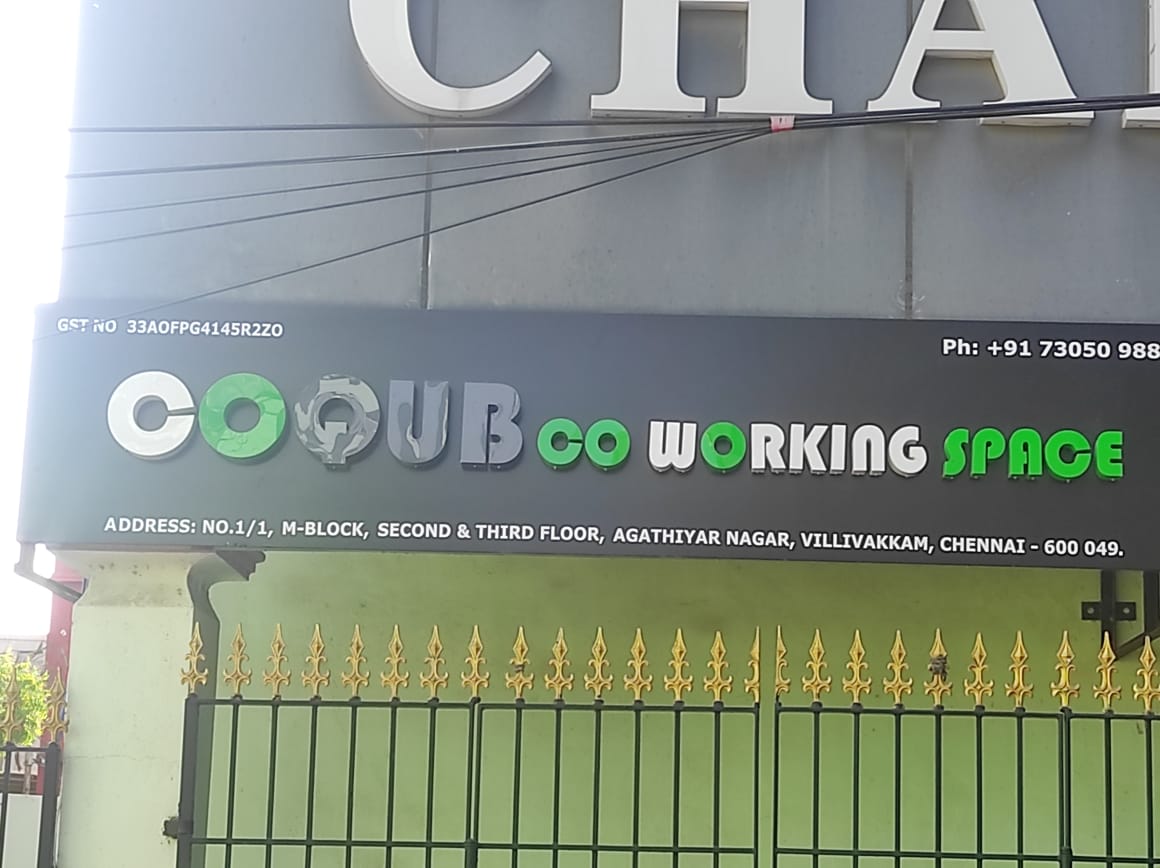 CHA
GST NO 33AOFPG4145R2ZO
Ph: +91 73050 988
COQUB CO WORKING SPACE
ADDRESS: NO.1/1, M-BLOCK, SECOND & THIRD FLOOR, AGATHIYAR NAGAR, VILLIVAKKAM, CHENNAI - 600 049.